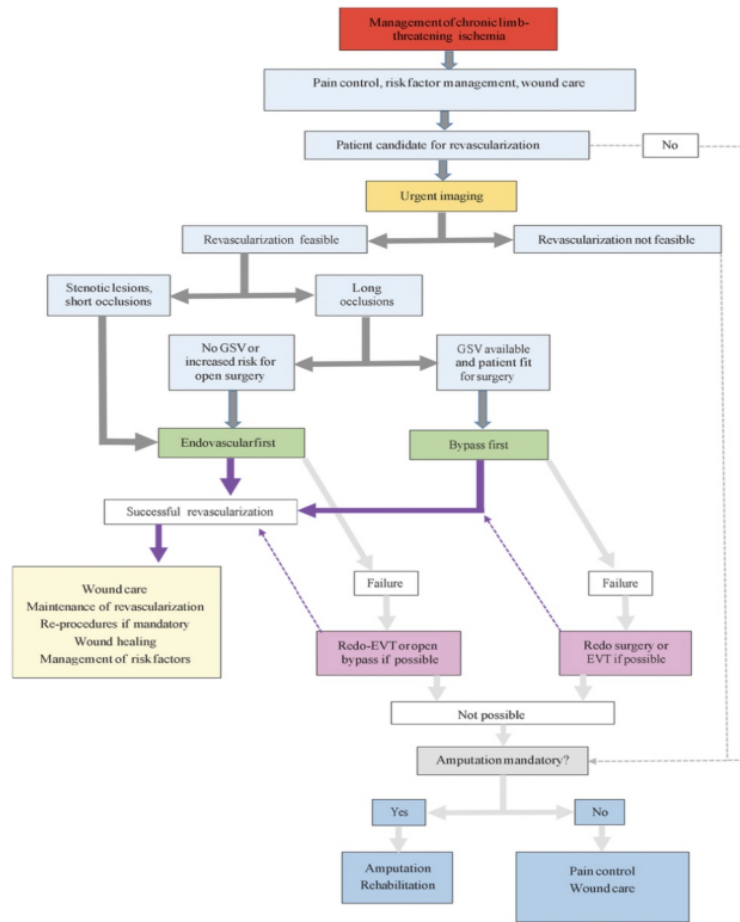 Management of chronic limb-
threatening ischemia
Pain control, risk factor management, wound care
Patient candidate for revascularization
No
Urgent imaging
Revascularization feasible
Revascularization not feasible
Stenotic lesions,
short occlusions
Long
occlusions
No GSV or
increased risk for
open surgery
GSV available
and patient fit
for surgery
Endovascular first
Bypass first
Successful revascularization
Failure
Failure
Wound care
Maintenance of revascularization
Re-procedures if mandatory
Wound healing
Management of risk factors
Redo-EVT or open
bypass if possible
Redo surgery or
EVT if possible
Not possible
Amputation mandatory?
Yes
No
Amputation
Rehabilitation
Pain control
Wound care